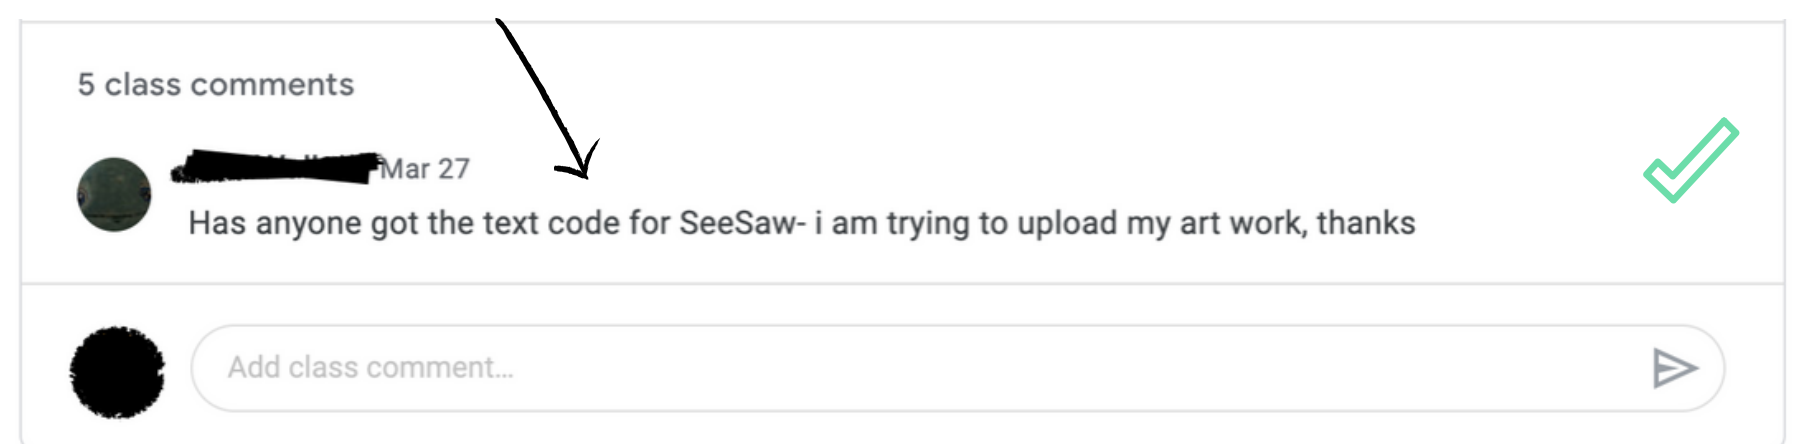 5 class comments
Mar 27
Has anyone got the text code for SeeSaw- i am trying to upload my art work, thanks
Add class comment...